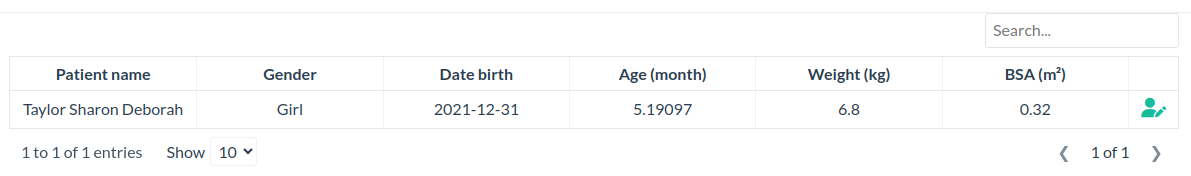 Search...
Patient name Gender Date birth Age (month) Weight (kg) BSA (m²)
Taylor Sharon Deborah Girl 2021-12-31 5.19097 6.8 0.32
1 to 1 of 1 entries Show 10 ❮ 1 of 1 ❯